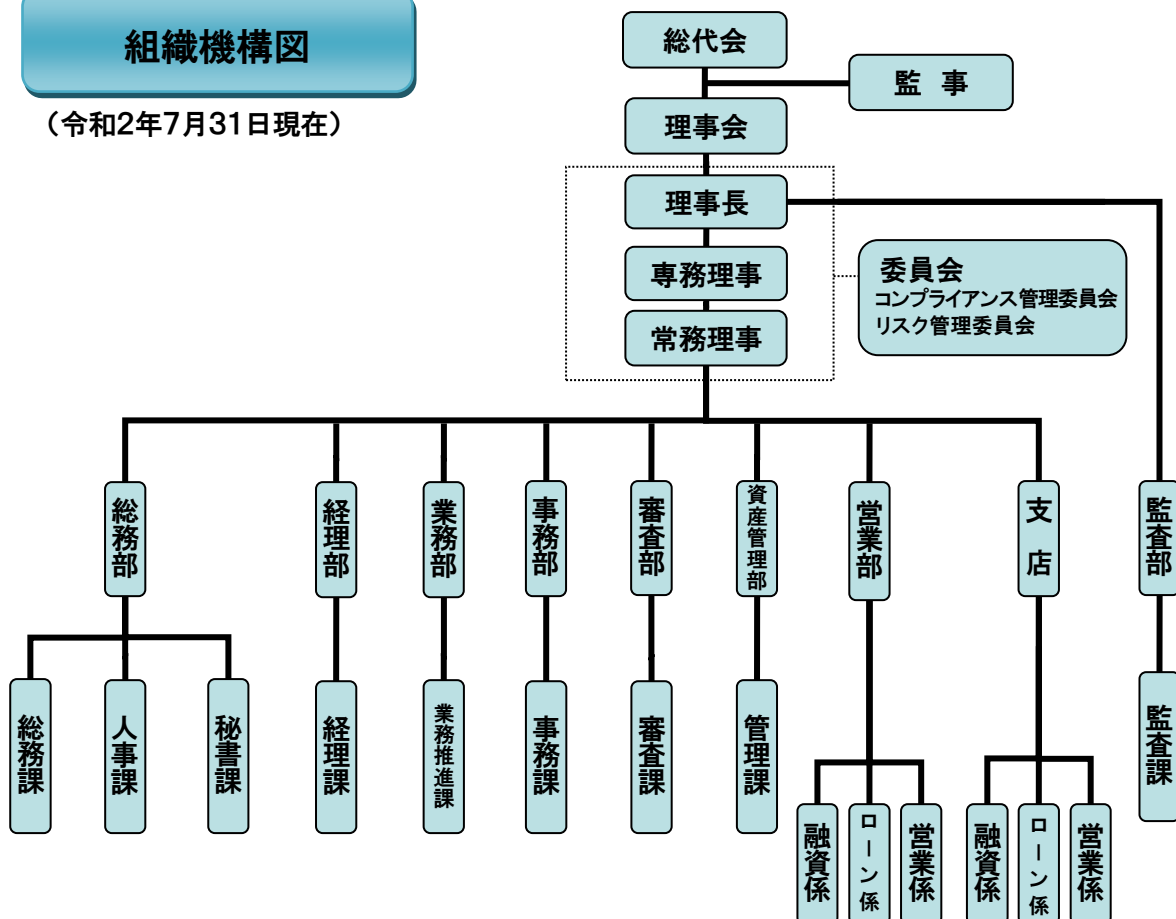 組織機構図
（令和2年7月31日現在）
総代会
監 事
理事会
理事長
専務理事
常務理事
委員会
コンプライアンス管理委員会
リスク管理委員会
総務部
経理部
業務部
事務部
審査部
資産管理部
営業部
支 店
監査部
総務課
人事課
秘書課
経理課
業務推進課
事務課
審査課
管理課
監査課
融資係
ローン係
営業係
融資係
ローン係
営業係